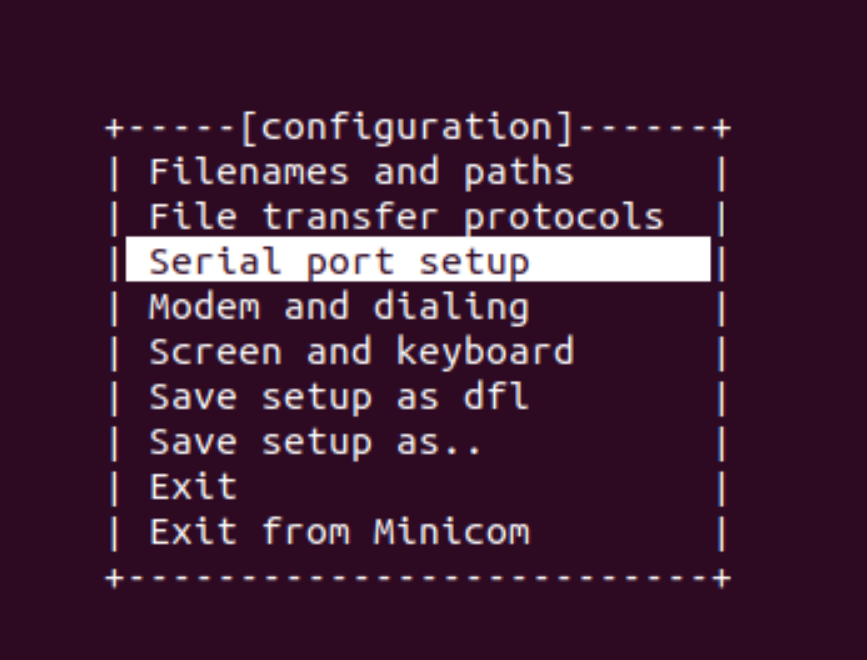 +-----[configuration]------+
| Filenames and paths      |
| File transfer protocols  |
| Serial port setup        |
| Modem and dialing        |
| Screen and keyboard      |
| Save setup as dfl        |
| Save setup as..          |
| Exit                     |
| Exit from Minicom        |
+--------------------------+